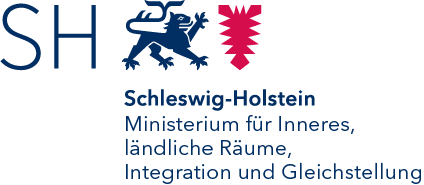 SH
Schleswig-Holstein
Ministerium für Inneres,
ländliche Räume,
Integration und Gleichstellung